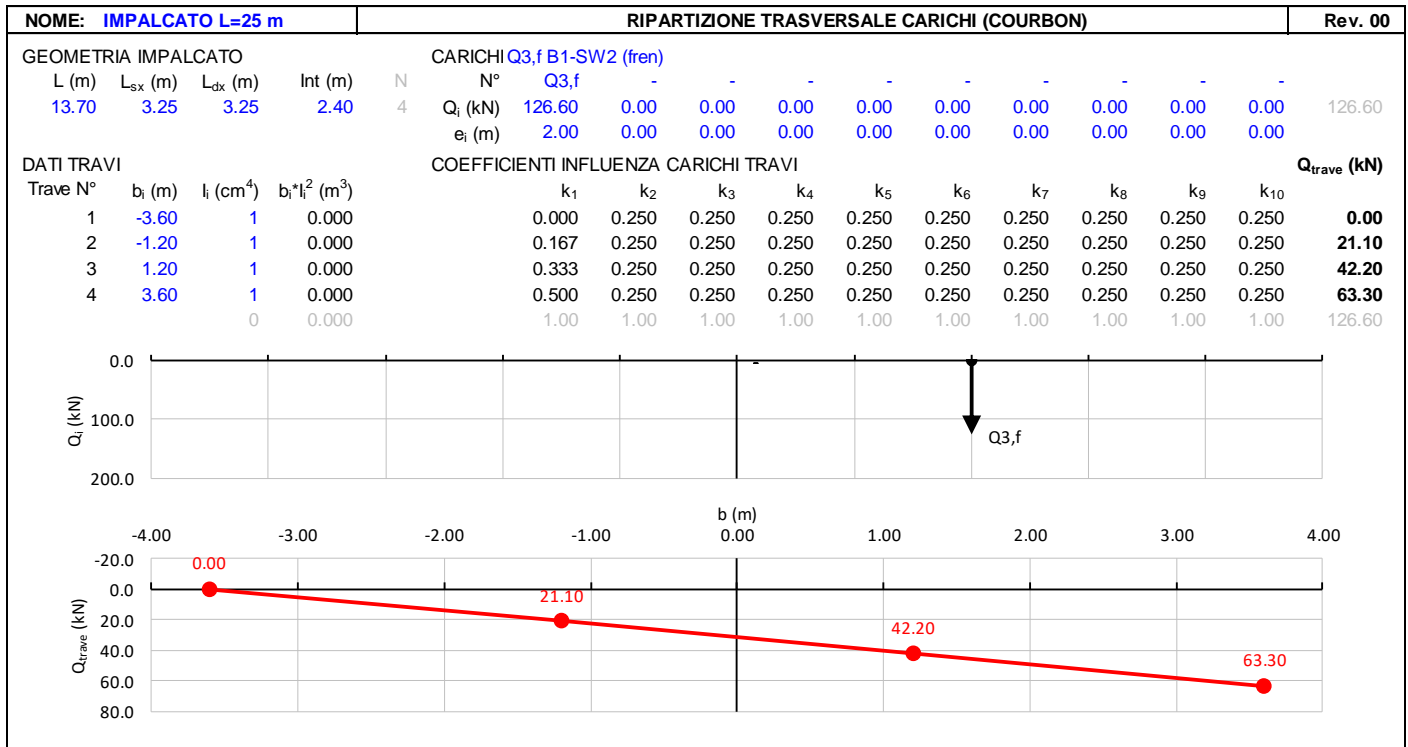 NOME: IMPALCATO L=25 m RIPARTIZIONE TRASVERSALE CARICHI (COURBON) Rev. 00
GEOMETRIA IMPALCATO CARICHI Q3,f B1-SW2 (fren)
L (m) Lsx (m) Ldx (m) Int (m) N N° Q3,f - - - - - - - - -
13.70 3.25 3.25 2.40 4 Qi (kN) 126.60 0.00 0.00 0.00 0.00 0.00 0.00 0.00 0.00 0.00 126.60
ei (m) 2.00 0.00 0.00 0.00 0.00 0.00 0.00 0.00 0.00 0.00
DATI TRAVI COEFFICIENTI INFLUENZA CARICHI TRAVI Qtrave (kN)
Trave N° bi (m) Ii (cm⁴) bi*Ii² (m³) k1 k2 k3 k4 k5 k6 k7 k8 k9 k10
1 -3.60 1 0.000 0.000 0.250 0.250 0.250 0.250 0.250 0.250 0.250 0.250 0.250 0.00
2 -1.20 1 0.000 0.167 0.250 0.250 0.250 0.250 0.250 0.250 0.250 0.250 0.250 21.10
3 1.20 1 0.000 0.333 0.250 0.250 0.250 0.250 0.250 0.250 0.250 0.250 0.250 42.20
4 3.60 1 0.000 0.500 0.250 0.250 0.250 0.250 0.250 0.250 0.250 0.250 0.250 63.30
0 0.000 1.00 1.00 1.00 1.00 1.00 1.00 1.00 1.00 1.00 1.00 126.60
0.0
100.0
200.0
Qi (kN)
Q3,f
b (m)
-4.00 -3.00 -2.00 -1.00 0.00 1.00 2.00 3.00 4.00
-20.0
0.0
20.0
40.0
60.0
80.0
Qtrave (kN)
0.00
21.10
42.20
63.30